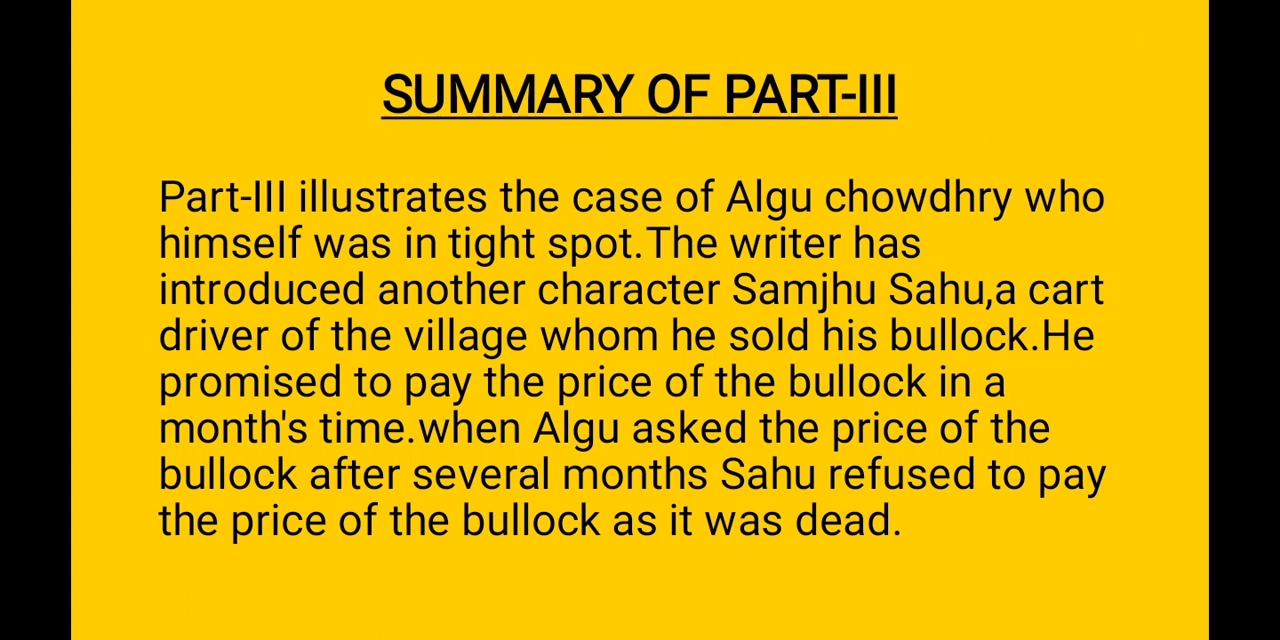 SUMMARY OF PART-III
Part-III illustrates the case of Algu chowdhry who
himself was in tight spot.The writer has
introduced another character Samjhu Sahu,a cart
driver of the village whom he sold his bullock.He
promised to pay the price of the bullock in a
month's time.when Algu asked the price of the
bullock after several months Sahu refused to pay
the price of the bullock as it was dead.